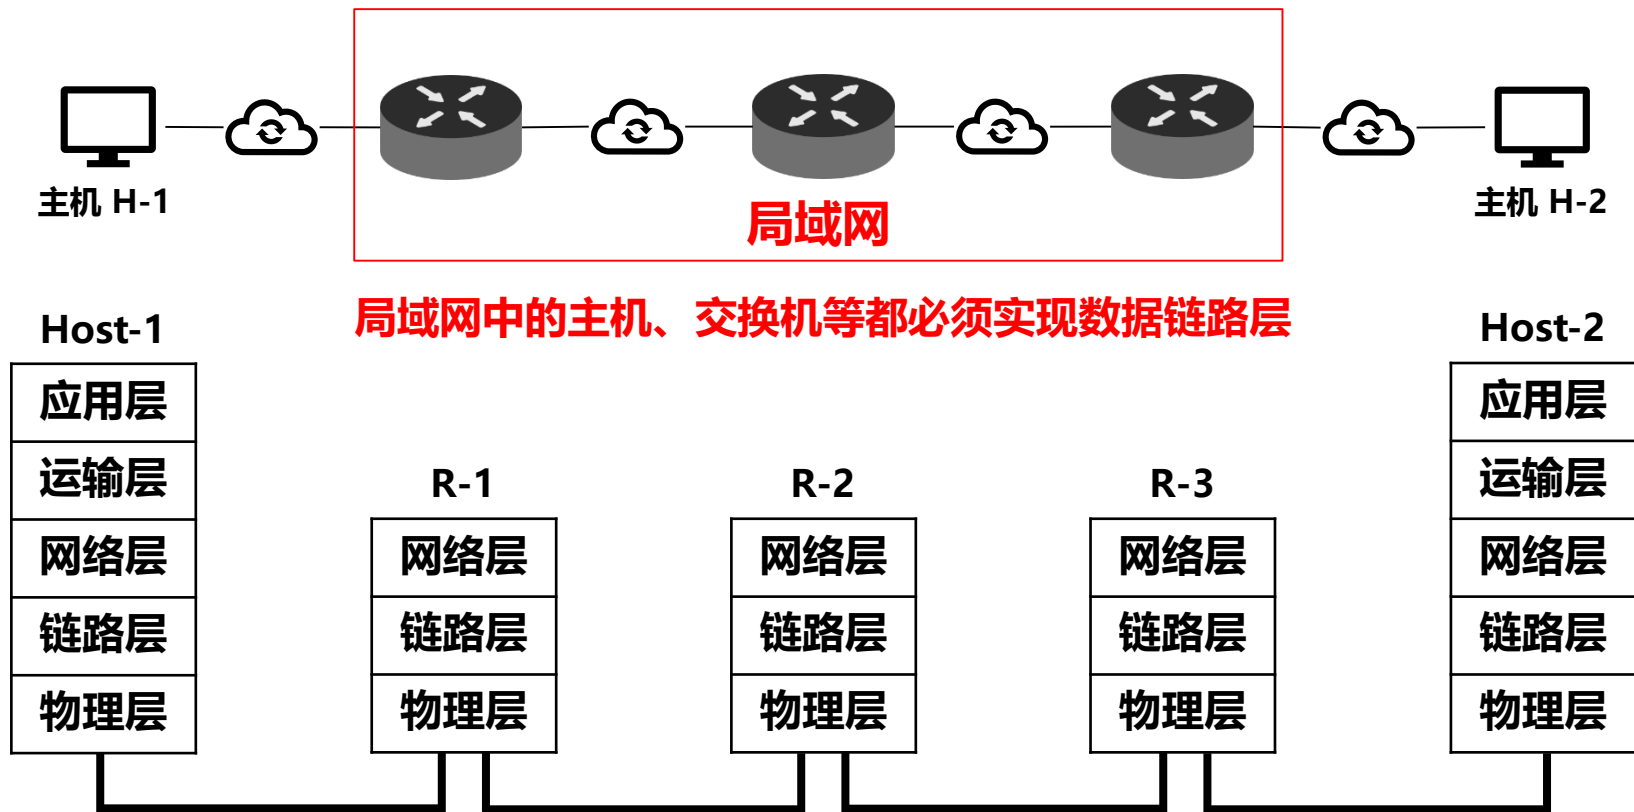 主机 H-1
主机 H-2
局域网
局域网中的主机、交换机等都必须实现数据链路层
Host-1
应用层
运输层
网络层
链路层
物理层
R-1
网络层
链路层
物理层
R-2
网络层
链路层
物理层
R-3
网络层
链路层
物理层
Host-2
应用层
运输层
网络层
链路层
物理层